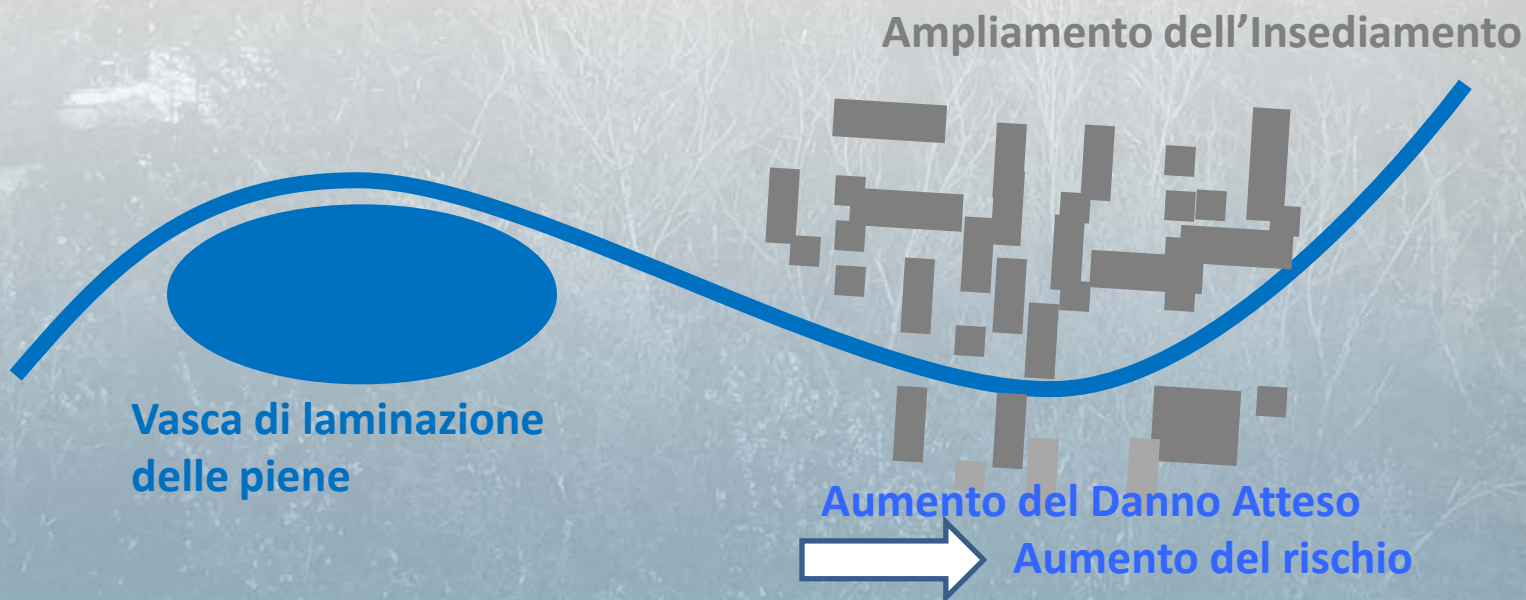 Ampliamento dell’Insediamento
Vasca di laminazione
delle piene
Aumento del Danno Atteso
Aumento del rischio